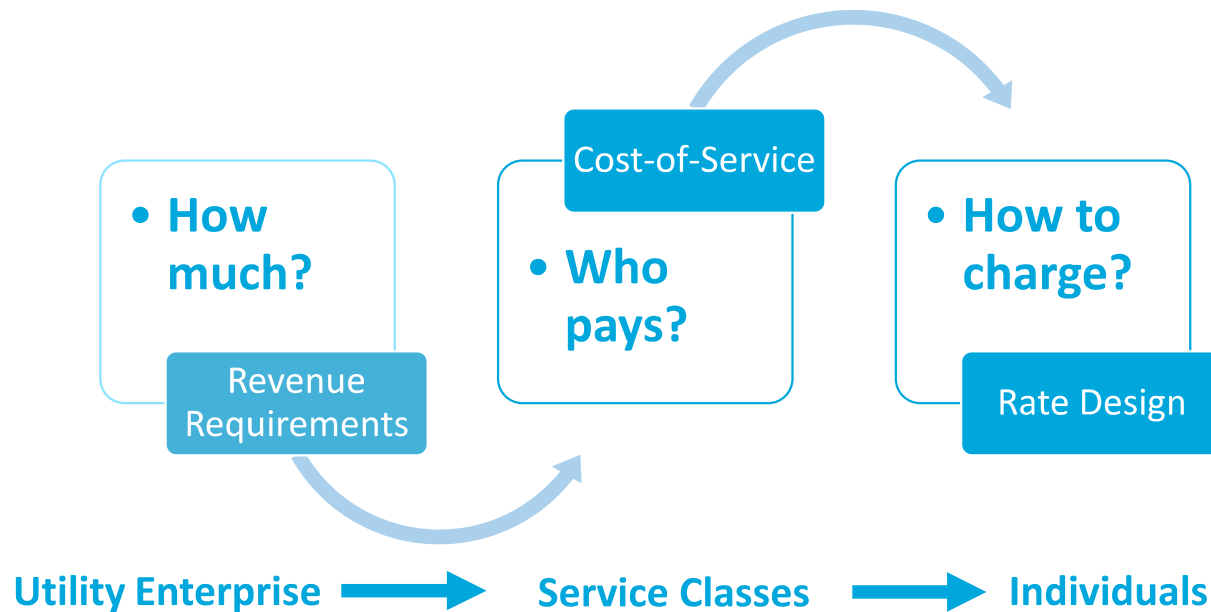 • How
much?
Revenue
Requirements
Cost-of-Service
• Who
pays?
• How to
charge?
Rate Design
Utility Enterprise
Service Classes
Individuals